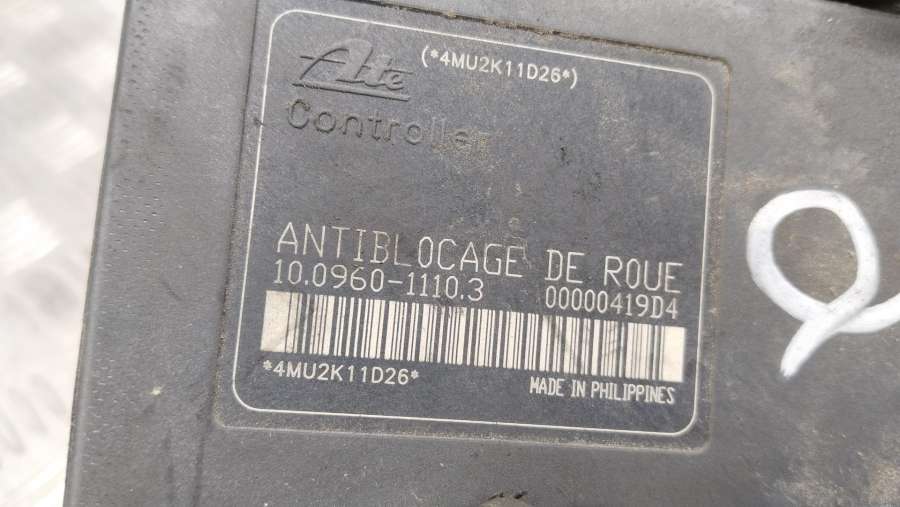 (*4MU2K11D26*)
Ate
Controller
ANTIBLOCAGE DE ROUE
10.0960-1110.3 00000419D4
*4MU2K11D26*
MADE IN PHILIPPINES